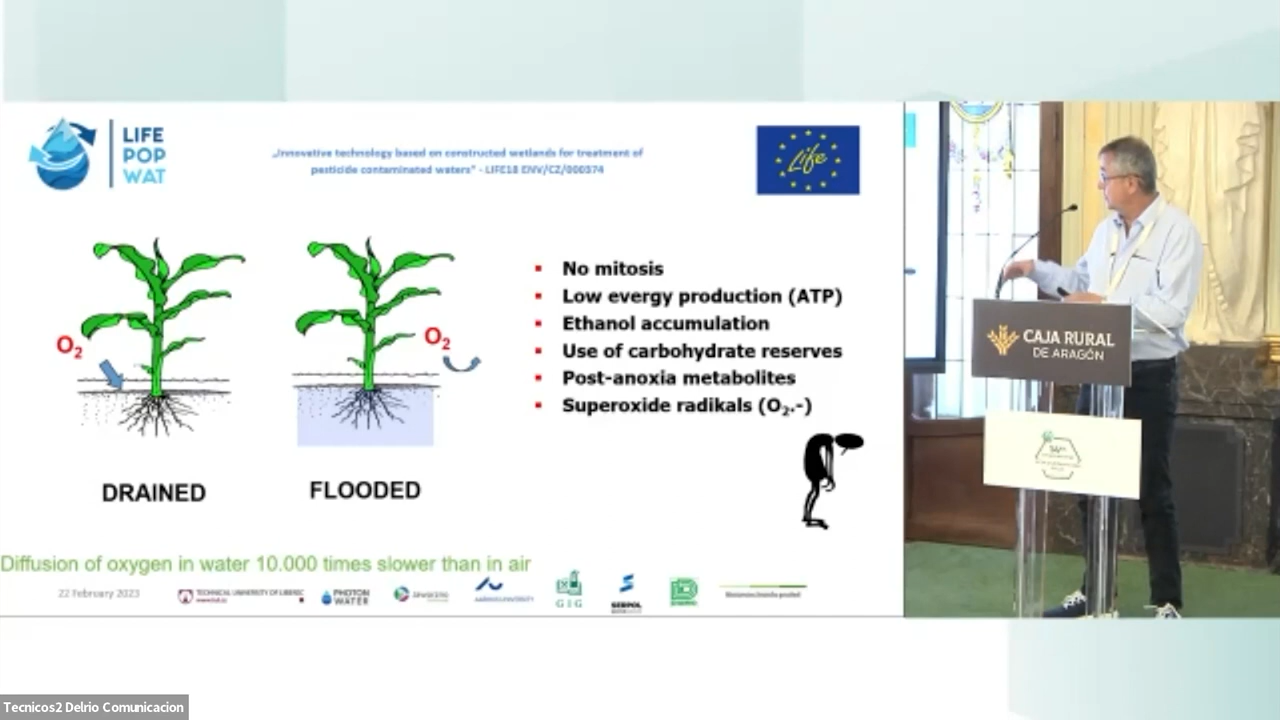 LIFE
POP
WAT
„Innovative technology based on constructed wetlands for treatment of
pesticide contaminated waters" - LIFE18 ENV/CZ/000374
Life
O2
O2
DRAINED
FLOODED
▪ No mitosis
▪ Low evergy production (ATP)
▪ Ethanol accumulation
▪ Use of carbohydrate reserves
▪ Post-anoxia metabolites
▪ Superoxide radikals (O2.-)
Diffusion of oxygen in water 10.000 times slower than in air
22 February 2023
TECHNICAL UNIVERSITY OF LIBEREC
PHOTON
WATER
AARHUS UNIVERSITY
GIG
SERPOL
CAJA RURAL
DE ARAGÓN
Tecnicos2 Delrio Comunicacion